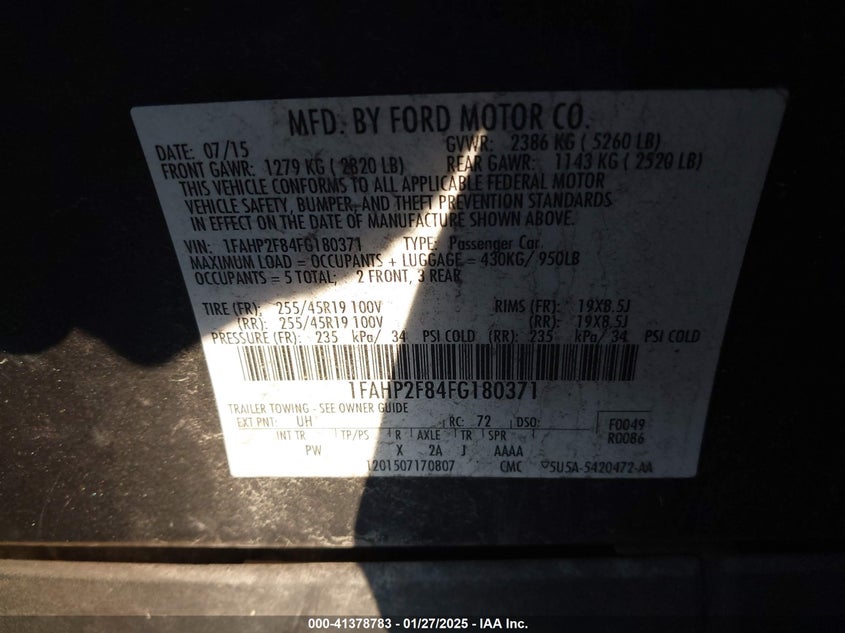 MFD. BY FORD MOTOR CO.
DATE: 07/15 GVWR: 2386 KG ( 5260 LB)
FRONT GAWR: 1279 KG ( 2820 LB) REAR GAWR: 1143 KG ( 2520 LB)
THIS VEHICLE CONFORMS TO ALL APPLICABLE FEDERAL MOTOR
VEHICLE SAFETY, BUMPER, AND THEFT PREVENTION STANDARDS
IN EFFECT ON THE DATE OF MANUFACTURE SHOWN ABOVE.
VIN: 1FAHP2F84FG180371 TYPE: Passenger Car
MAXIMUM LOAD = OCCUPANTS + LUGGAGE = 430KG/ 950LB
OCCUPANTS = 5 TOTAL; 2 FRONT, 3 REAR
TIRE (FR): 255/45R19 100V RIMS (FR): 19X8.5J
(RR): 255/45R19 100V (RR): 19X8.5J
PRESSURE (FR): 235 kPa/ 34 PSI COLD (RR): 235 kPa/ 34 PSI COLD
1FAHP2F84FG180371
TRAILER TOWING - SEE OWNER GUIDE
EXT PNT: UH RC: 72 DSO: F0049
INT TR TP/PS R AXLE TR SPR R0086
PW X 2A J AAAA
1201507170807 CMC 5U5A-5420472-AA
000-41378783 - 01/27/2025 - IAA Inc.